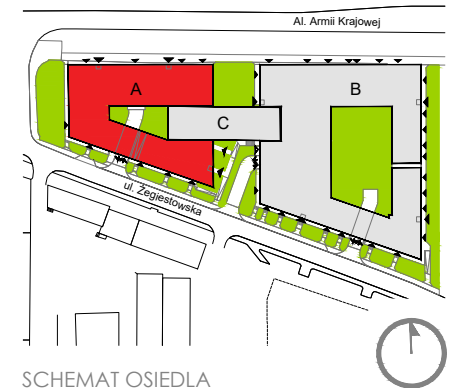 Al. Armii Krajowej
A
B
C
ul. Żegiestowska
SCHEMAT OSIEDLA